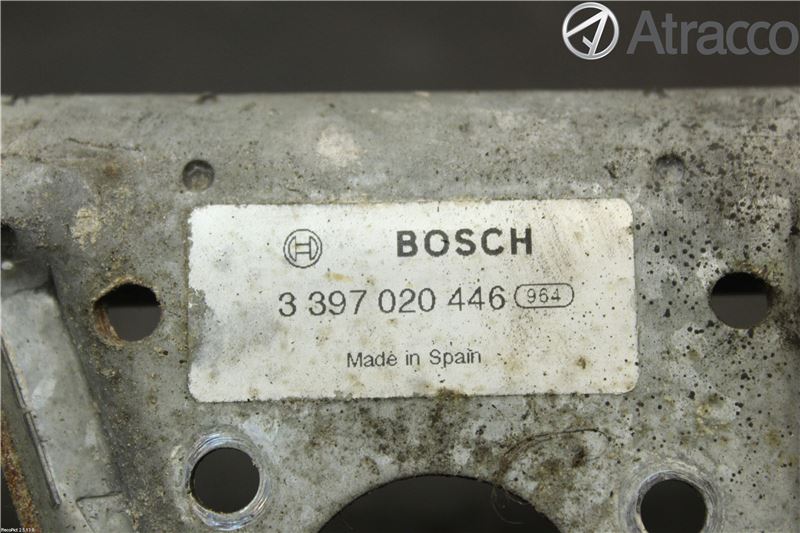 Atracco
BOSCH
3 397 020 446 964
Made in Spain